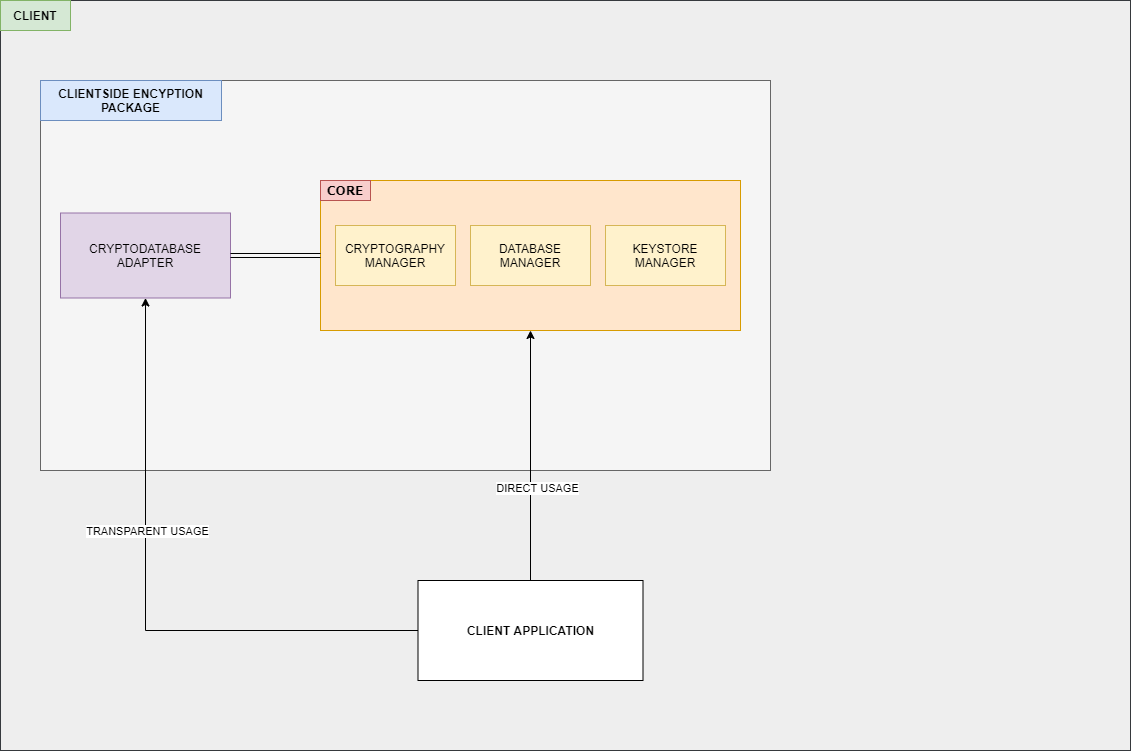 CLIENT
CLIENTSIDE ENCYPTION
PACKAGE
CORE
CRYPTODATABASE
ADAPTER
CRYPTOGRAPHY
MANAGER
DATABASE
MANAGER
KEYSTORE
MANAGER
DIRECT USAGE
TRANSPARENT USAGE
CLIENT APPLICATION